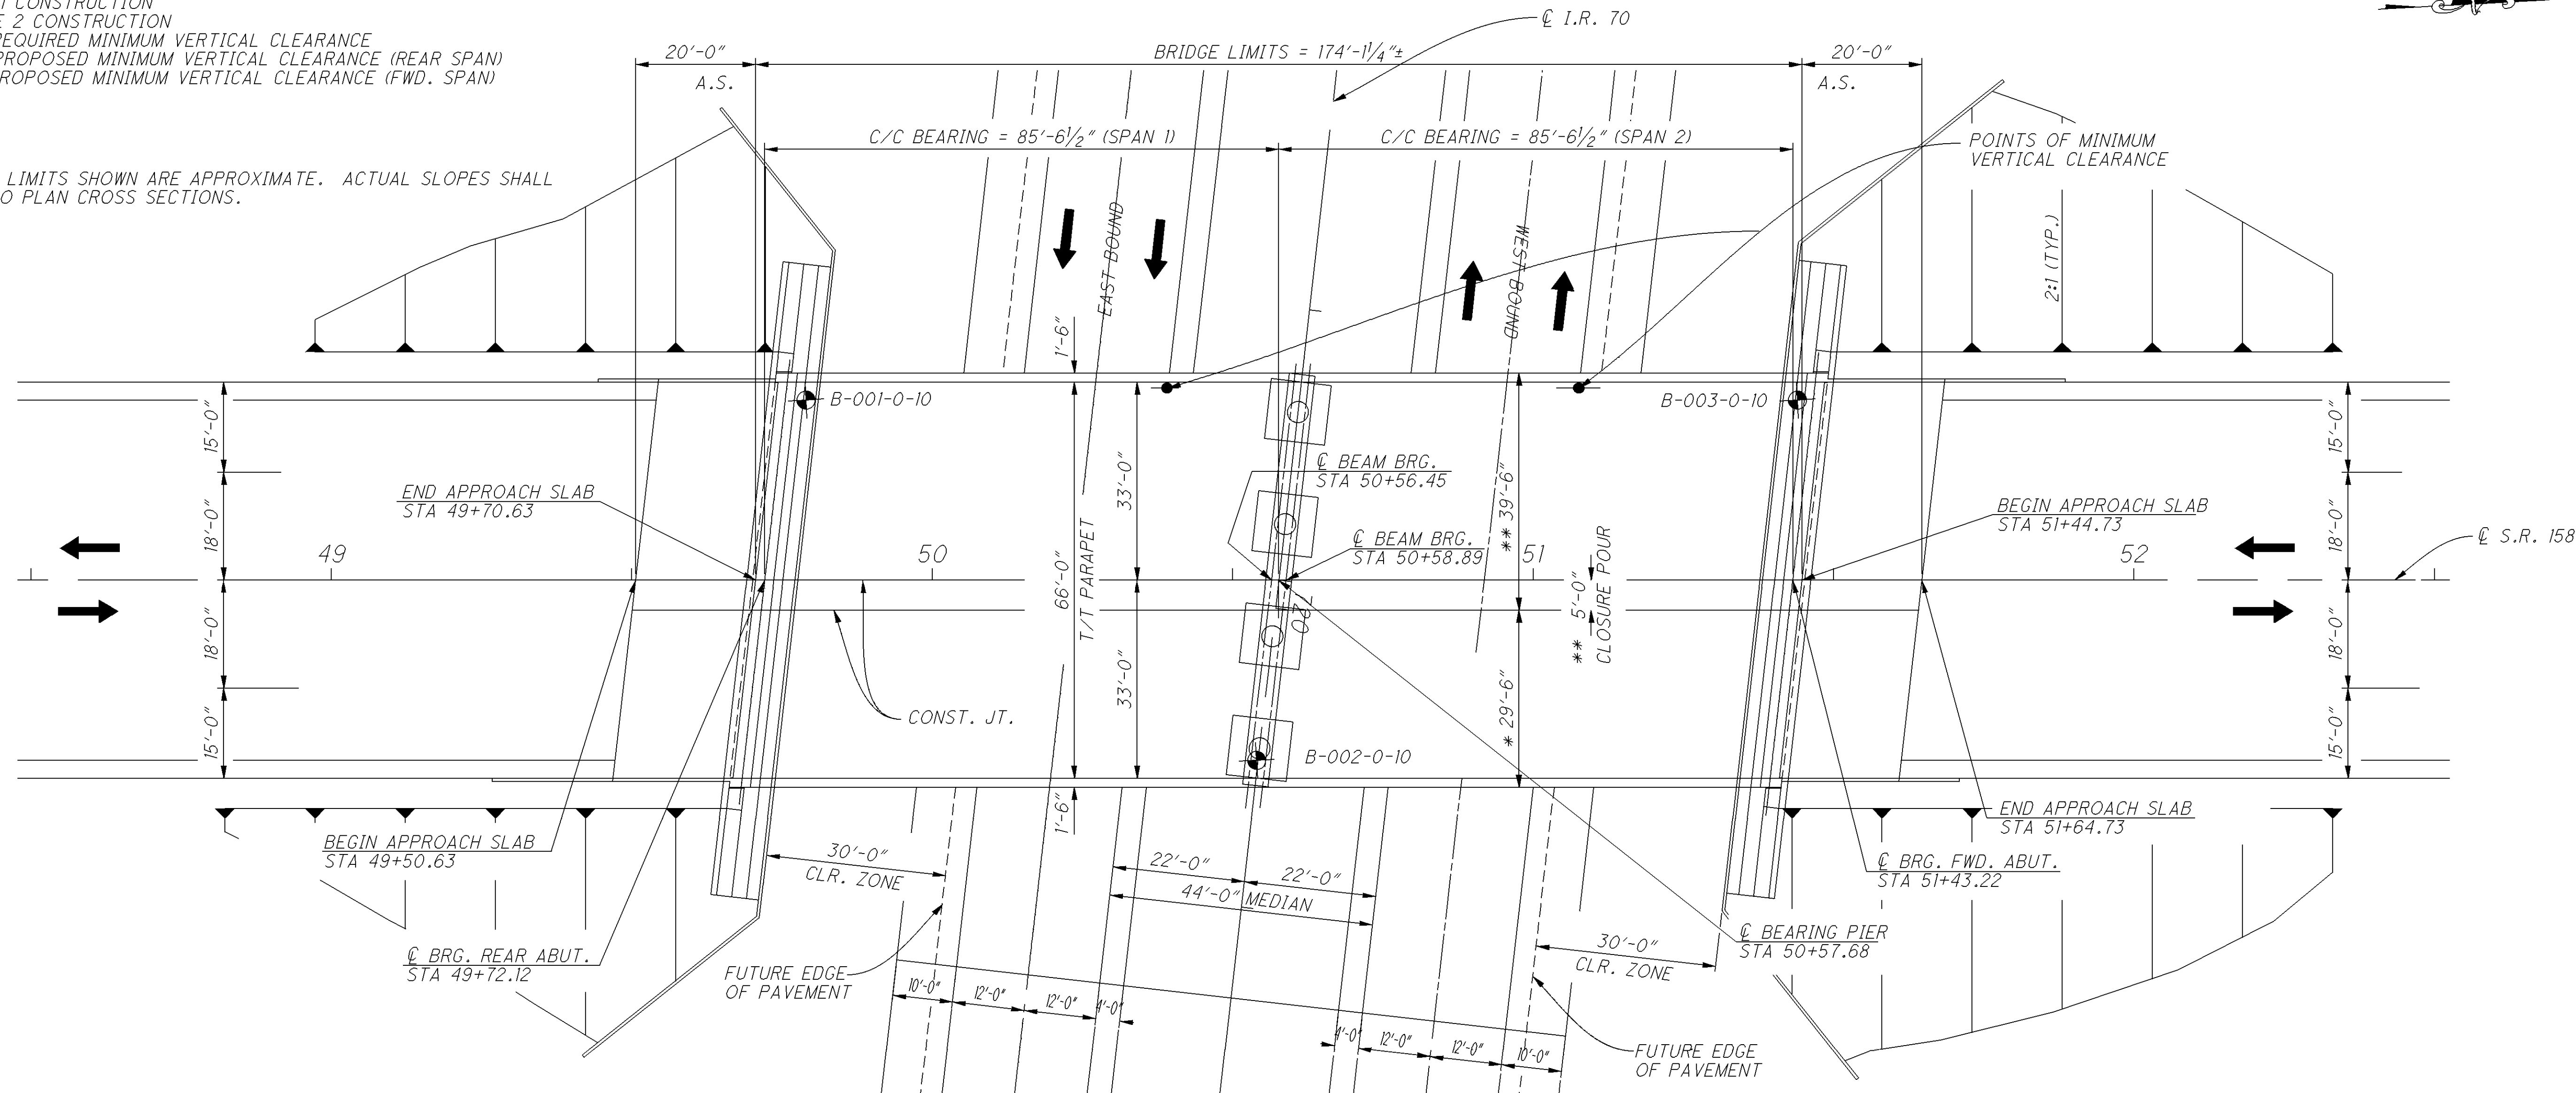 CONSTRUCTION
2 CONSTRUCTION
REQUIRED MINIMUM VERTICAL CLEARANCE
PROPOSED MINIMUM VERTICAL CLEARANCE (REAR SPAN)
PROPOSED MINIMUM VERTICAL CLEARANCE (FWD. SPAN)
LIMITS SHOWN ARE APPROXIMATE. ACTUAL SLOPES SHALL
PLAN CROSS SECTIONS.
℄ I.R. 70
20'-0"
A.S.
BRIDGE LIMITS = 174'-1 1/4"±
20'-0"
A.S.
C/C BEARING = 85'-6 1/2" (SPAN 1)
C/C BEARING = 85'-6 1/2" (SPAN 2)
POINTS OF MINIMUM
VERTICAL CLEARANCE
EAST BOUND
WEST BOUND
2:1 (TYP.)
1'-6"
B-001-0-10
B-003-0-10
15'-0"
18'-0"
18'-0"
15'-0"
33'-0"
33'-0"
66'-0"
T/T PARAPET
℄ BEAM BRG.
STA 50+56.45
℄ BEAM BRG.
STA 50+58.89
** 39'-6"
* 29'-6"
** 5'-0"
CLOSURE POUR
END APPROACH SLAB
STA 49+70.63
BEGIN APPROACH SLAB
STA 51+44.73
℄ S.R. 158
15'-0"
18'-0"
18'-0"
15'-0"
49
50
51
52
20
CONST. JT.
B-002-0-10
1'-6"
BEGIN APPROACH SLAB
STA 49+50.63
END APPROACH SLAB
STA 51+64.73
℄ BRG. FWD. ABUT.
STA 51+43.22
30'-0"
CLR. ZONE
22'-0"
22'-0"
44'-0" MEDIAN
30'-0"
CLR. ZONE
℄ BEARING PIER
STA 50+57.68
℄ BRG. REAR ABUT.
STA 49+72.12
FUTURE EDGE
OF PAVEMENT
10'-0"
12'-0"
12'-0"
4'-0"
4'-0"
12'-0"
12'-0"
10'-0"
FUTURE EDGE
OF PAVEMENT